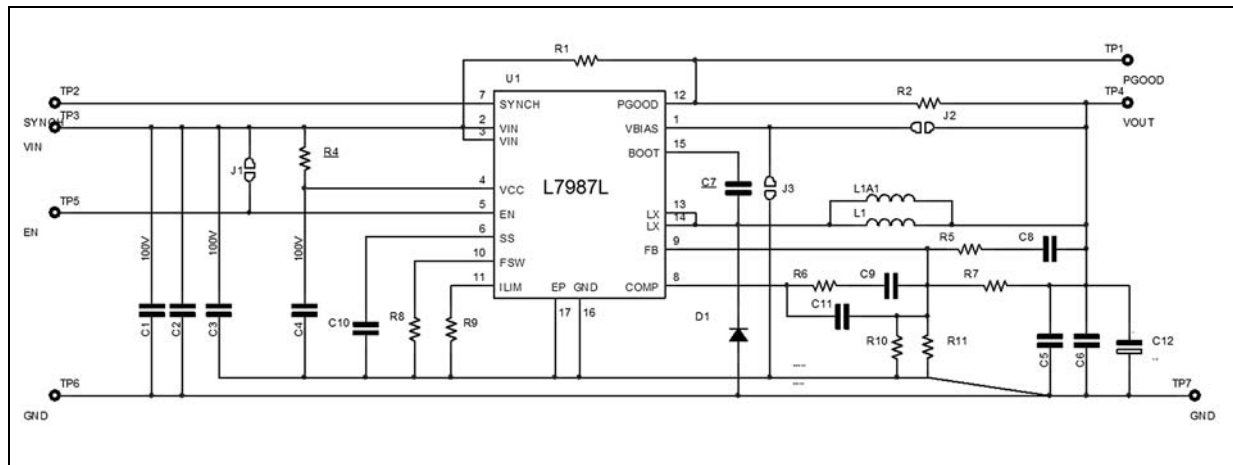 R1
TP1
PGOOD
U1
TP2
SYNCH
TP3
VIN
7
SYNCH
PGOOD
12
R2
TP4
VOUT
2
VIN
3
VIN
VBIAS
1
J2
BOOT
15
J1
R4
C7
J3
4
VCC
L7987L
L1A1
TP5
EN
5
EN
LX
13
LX
14
L1
6
SS
FB
9
R5
C8
100V
100V
100V
10
FSW
COMP
8
R6
C9
R7
11
ILIM
EP
GND
17
16
C11
D1
C1
C2
C3
C4
C10
R8
R9
R10
R11
C5
C6
C12
TP6
GND
TP7
GND